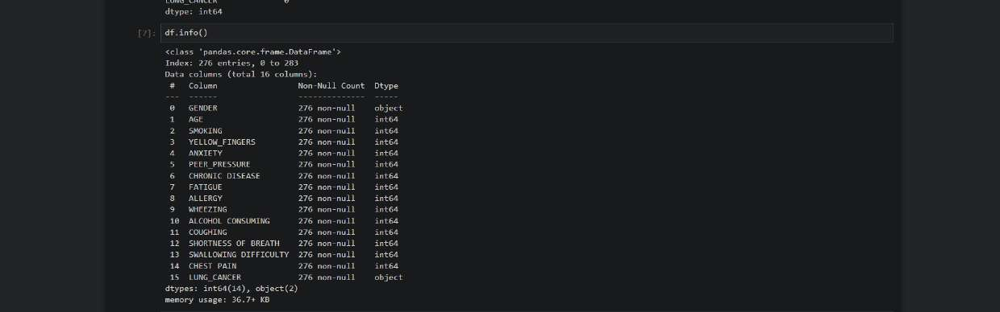 LUNG_CANCER 0
dtype: int64
[7]: df.info()
<class 'pandas.core.frame.DataFrame'>
Index: 276 entries, 0 to 283
Data columns (total 16 columns):
# Column Non-Null Count Dtype
--- ------ -------------- -----
0 GENDER 276 non-null object
1 AGE 276 non-null int64
2 SMOKING 276 non-null int64
3 YELLOW_FINGERS 276 non-null int64
4 ANXIETY 276 non-null int64
5 PEER_PRESSURE 276 non-null int64
6 CHRONIC DISEASE 276 non-null int64
7 FATIGUE 276 non-null int64
8 ALLERGY 276 non-null int64
9 WHEEZING 276 non-null int64
10 ALCOHOL CONSUMING 276 non-null int64
11 COUGHING 276 non-null int64
12 SHORTNESS OF BREATH 276 non-null int64
13 SWALLOWING DIFFICULTY 276 non-null int64
14 CHEST PAIN 276 non-null int64
15 LUNG_CANCER 276 non-null object
dtypes: int64(14), object(2)
memory usage: 36.7+ KB